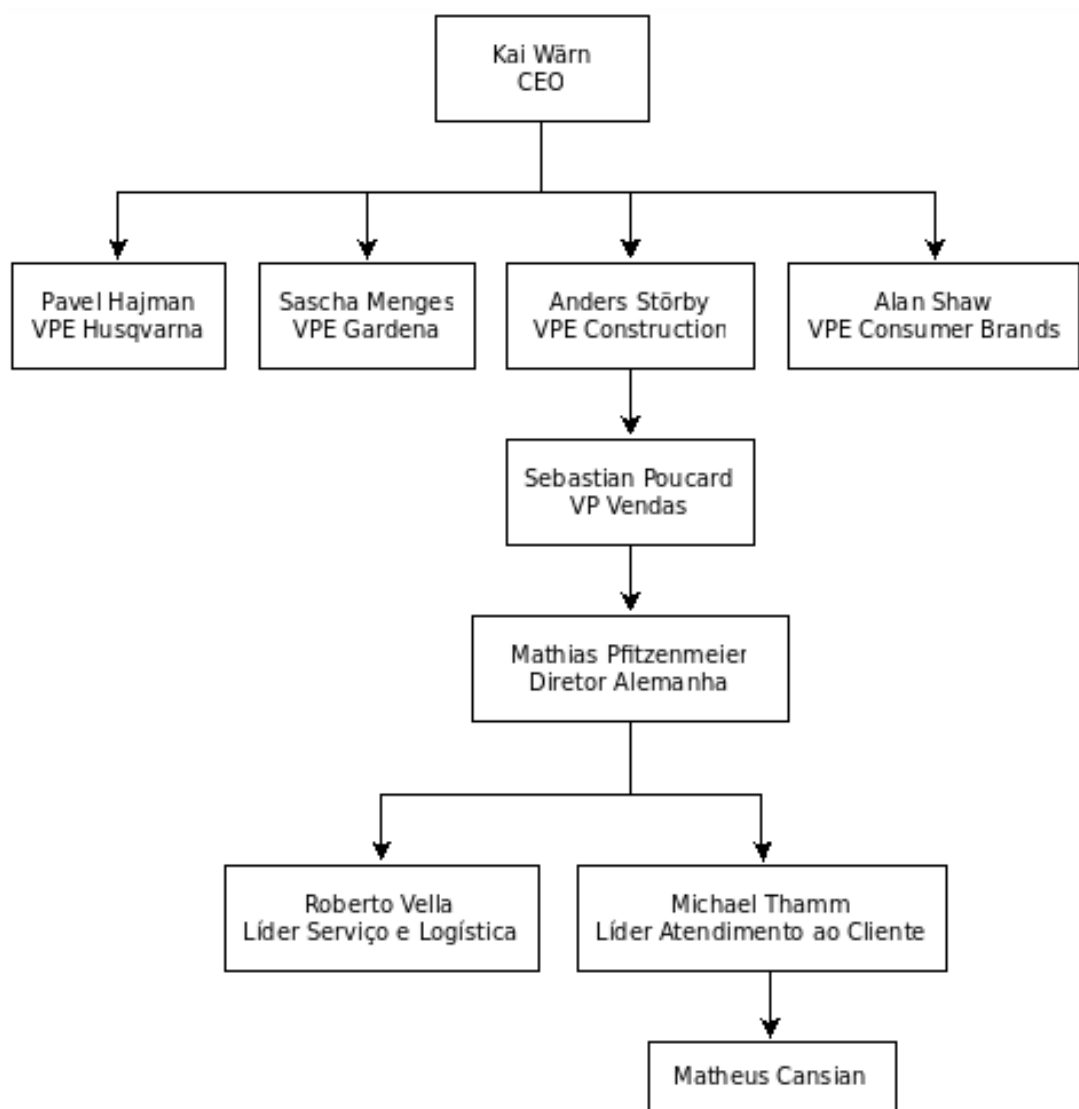 Kai Wärn
CEO
Pavel Hajman
VPE Husqvarna
Sascha Menges
VPE Gardena
Anders Störby
VPE Construction
Alan Shaw
VPE Consumer Brands
Sebastian Poucard
VP Vendas
Mathias Pfitzenmeier
Diretor Alemanha
Roberto Vella
Líder Serviço e Logística
Michael Thamm
Líder Atendimento ao Cliente
Matheus Cansian